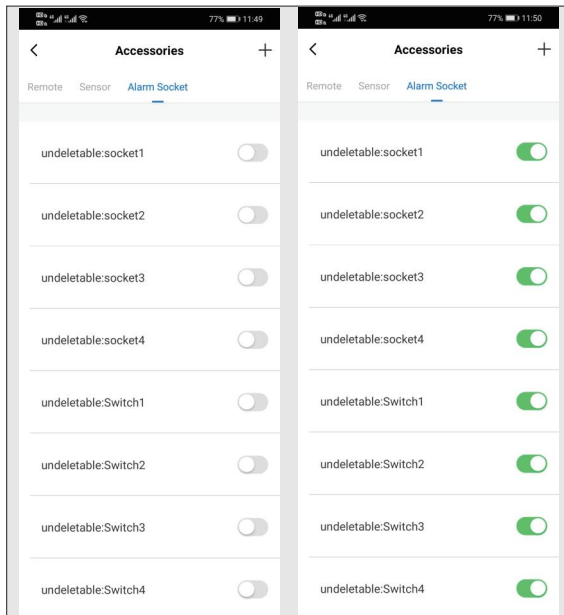 77% 11:49
Accessories
Remote Sensor Alarm Socket
undeletable:socket1
undeletable:socket2
undeletable:socket3
undeletable:socket4
undeletable:Switch1
undeletable:Switch2
undeletable:Switch3
undeletable:Switch4
77% 11:50
Accessories
Remote Sensor Alarm Socket
undeletable:socket1
undeletable:socket2
undeletable:socket3
undeletable:socket4
undeletable:Switch1
undeletable:Switch2
undeletable:Switch3
undeletable:Switch4